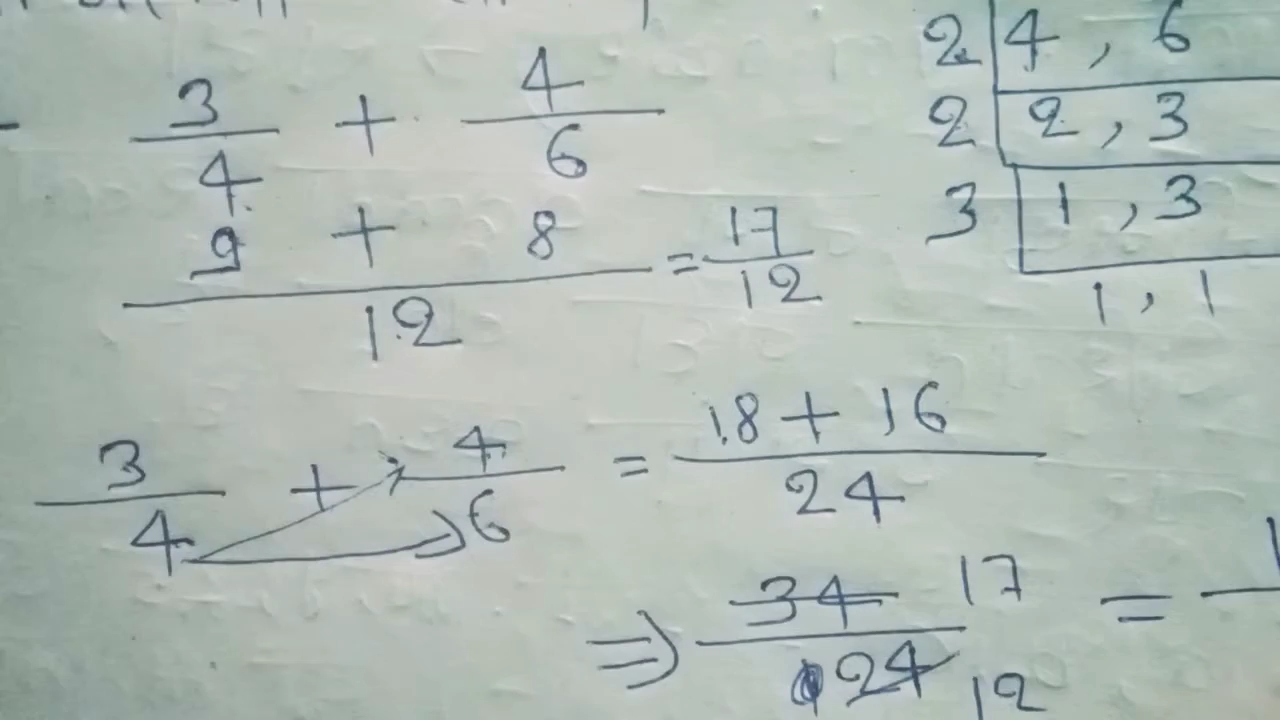 3/4 + 4/6
9 + 8 / 12 = 17/12
2 | 4 , 6
2 | 2 , 3
3 | 1 , 3
1 , 1
3/4 + 4/6 = 18 + 16 / 24
⇒ 34/24 17/12 =